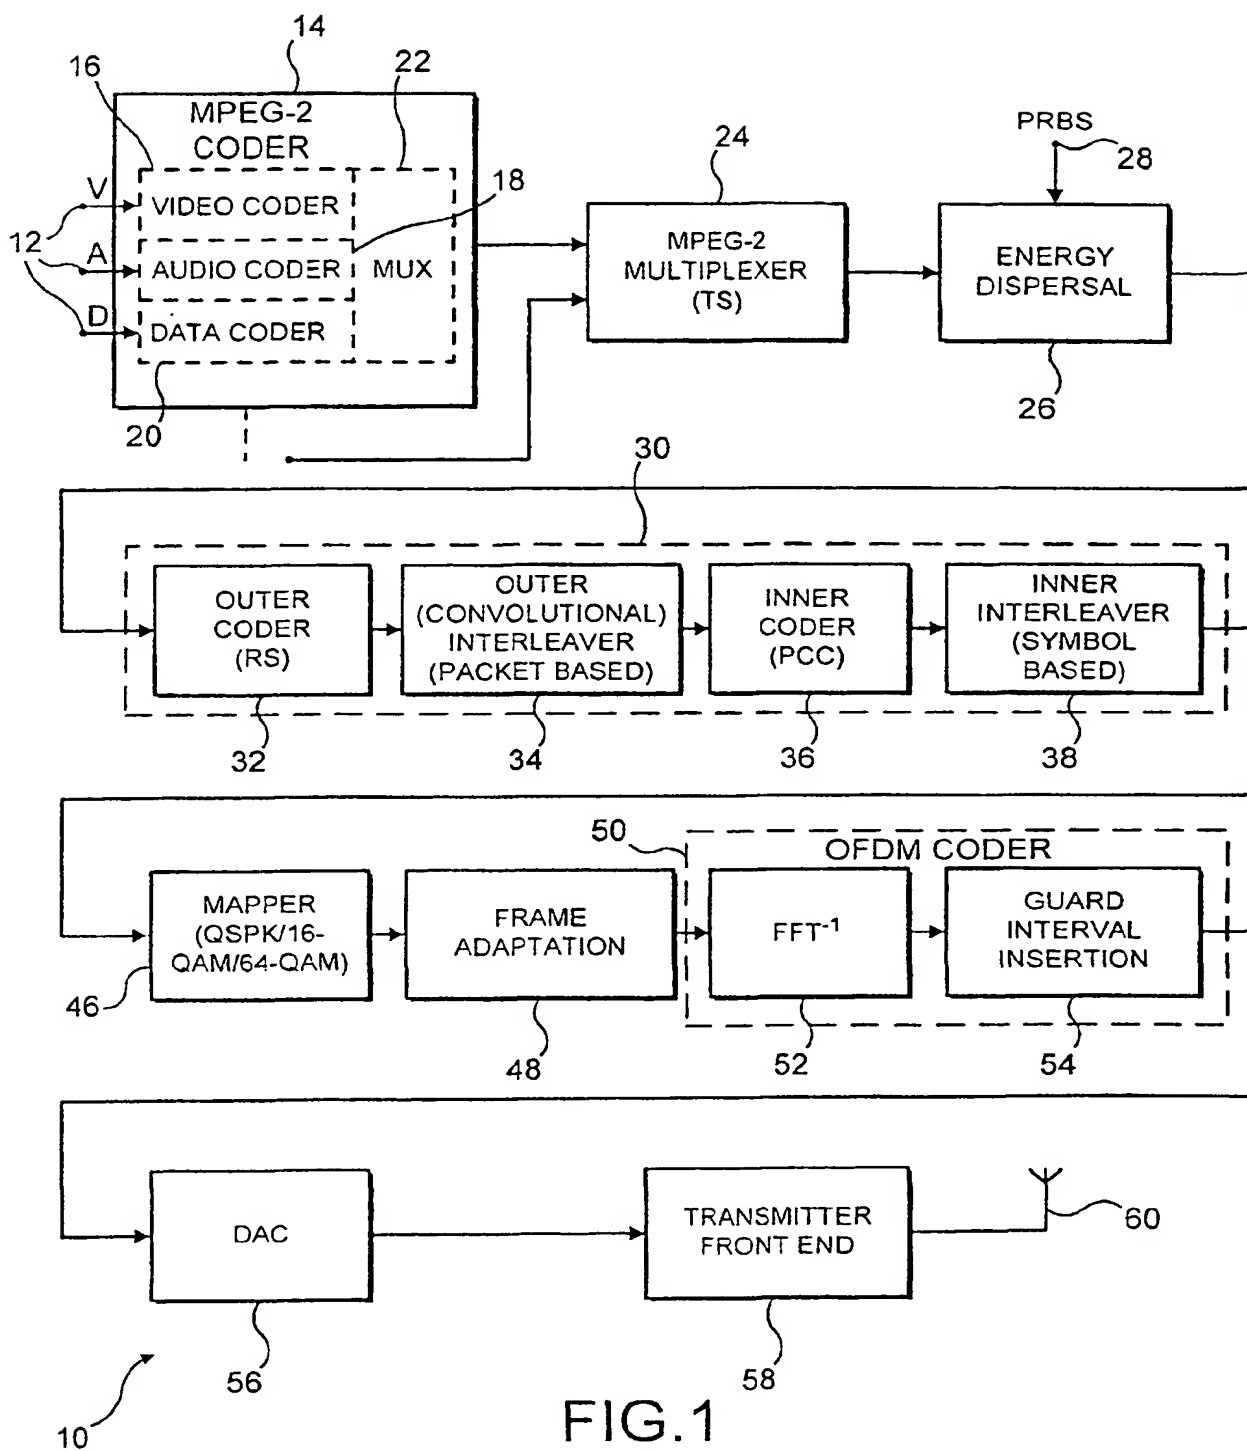 14
16
22
MPEG-2
CODER
V
VIDEO CODER
18
12
A
AUDIO CODER
MUX
D
DATA CODER
20
24
MPEG-2
MULTIPLEXER
(TS)
PRBS
28
ENERGY
DISPERSAL
26
30
OUTER
CODER
(RS)
32
OUTER
(CONVOLUTIONAL)
INTERLEAVER
(PACKET BASED)
34
INNER
CODER
(PCC)
36
INNER
INTERLEAVER
(SYMBOL
BASED)
38
MAPPER
(QSPK/16-
QAM/64-QAM)
46
FRAME
ADAPTATION
48
50
OFDM CODER
FFT-1
52
GUARD
INTERVAL
INSERTION
54
DAC
56
TRANSMITTER
FRONT END
58
60
10
FIG.1